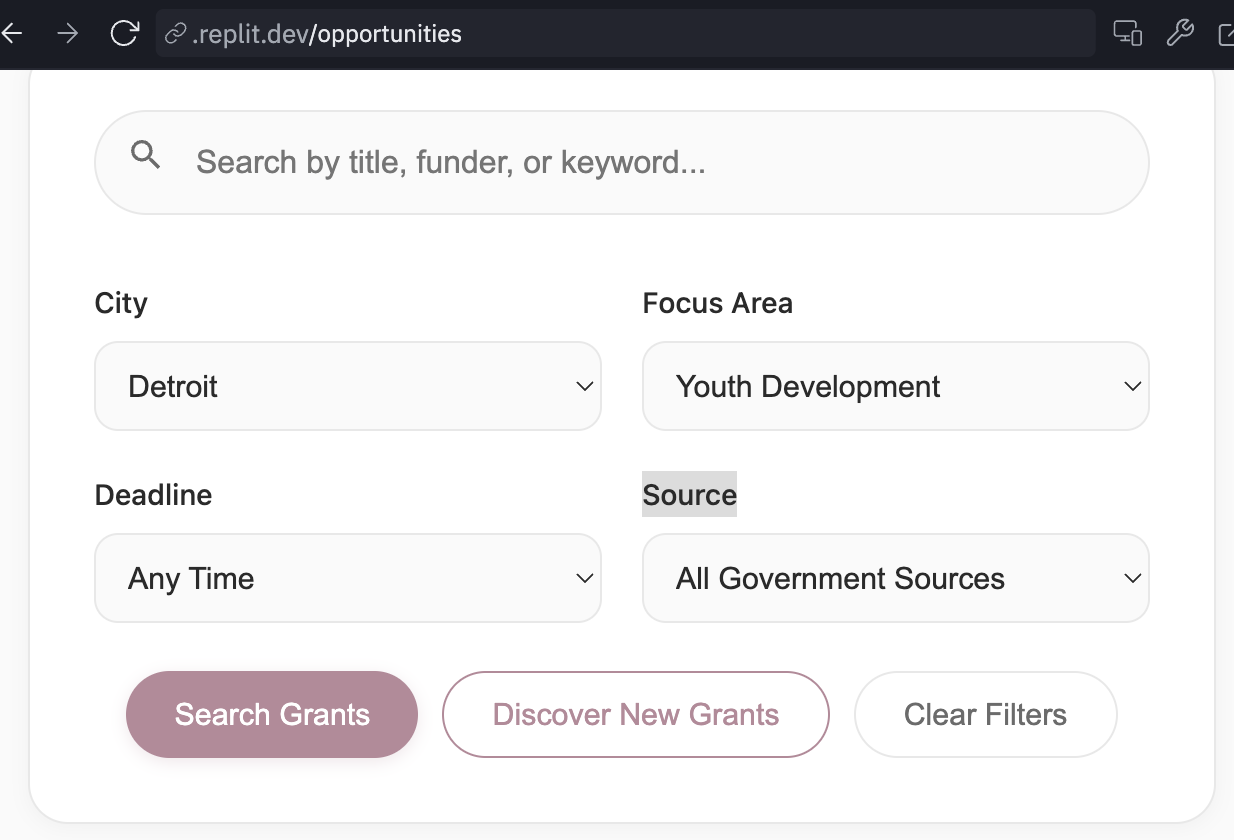 .replit.dev/opportunities
Search by title, funder, or keyword...
City
Focus Area
Detroit
Youth Development
Deadline
Source
Any Time
All Government Sources
Search Grants
Discover New Grants
Clear Filters